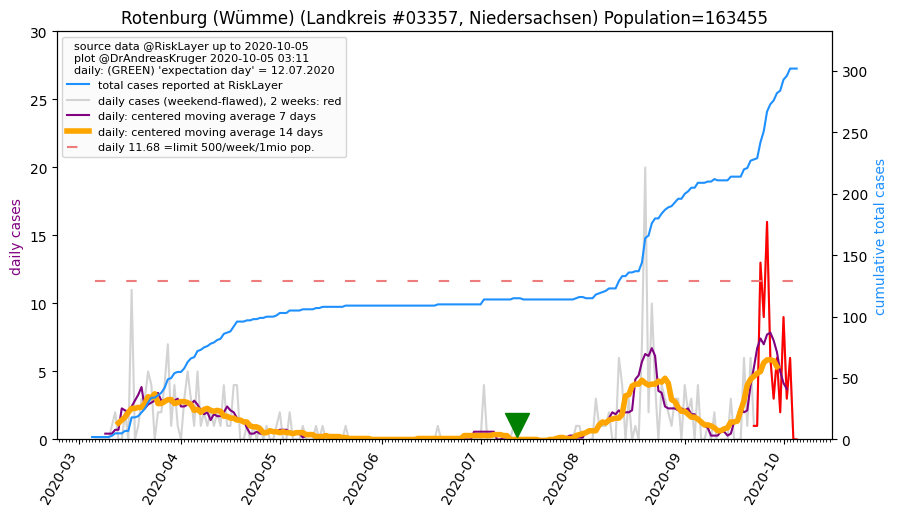 Rotenburg (Wümme) (Landkreis #03357, Niedersachsen) Population=163455
source data @RiskLayer up to 2020-10-05
plot @DrAndreasKruger 2020-10-05 03:11
daily: (GREEN) 'expectation day' = 12.07.2020
total cases reported at RiskLayer
daily cases (weekend-flawed), 2 weeks: red
daily: centered moving average 7 days
daily: centered moving average 14 days
daily 11.68 =limit 500/week/1mio pop.
daily cases
30
25
20
15
10
5
0
cumulative total cases
300
250
200
150
100
50
0
2020-03
2020-04
2020-05
2020-06
2020-07
2020-08
2020-09
2020-10